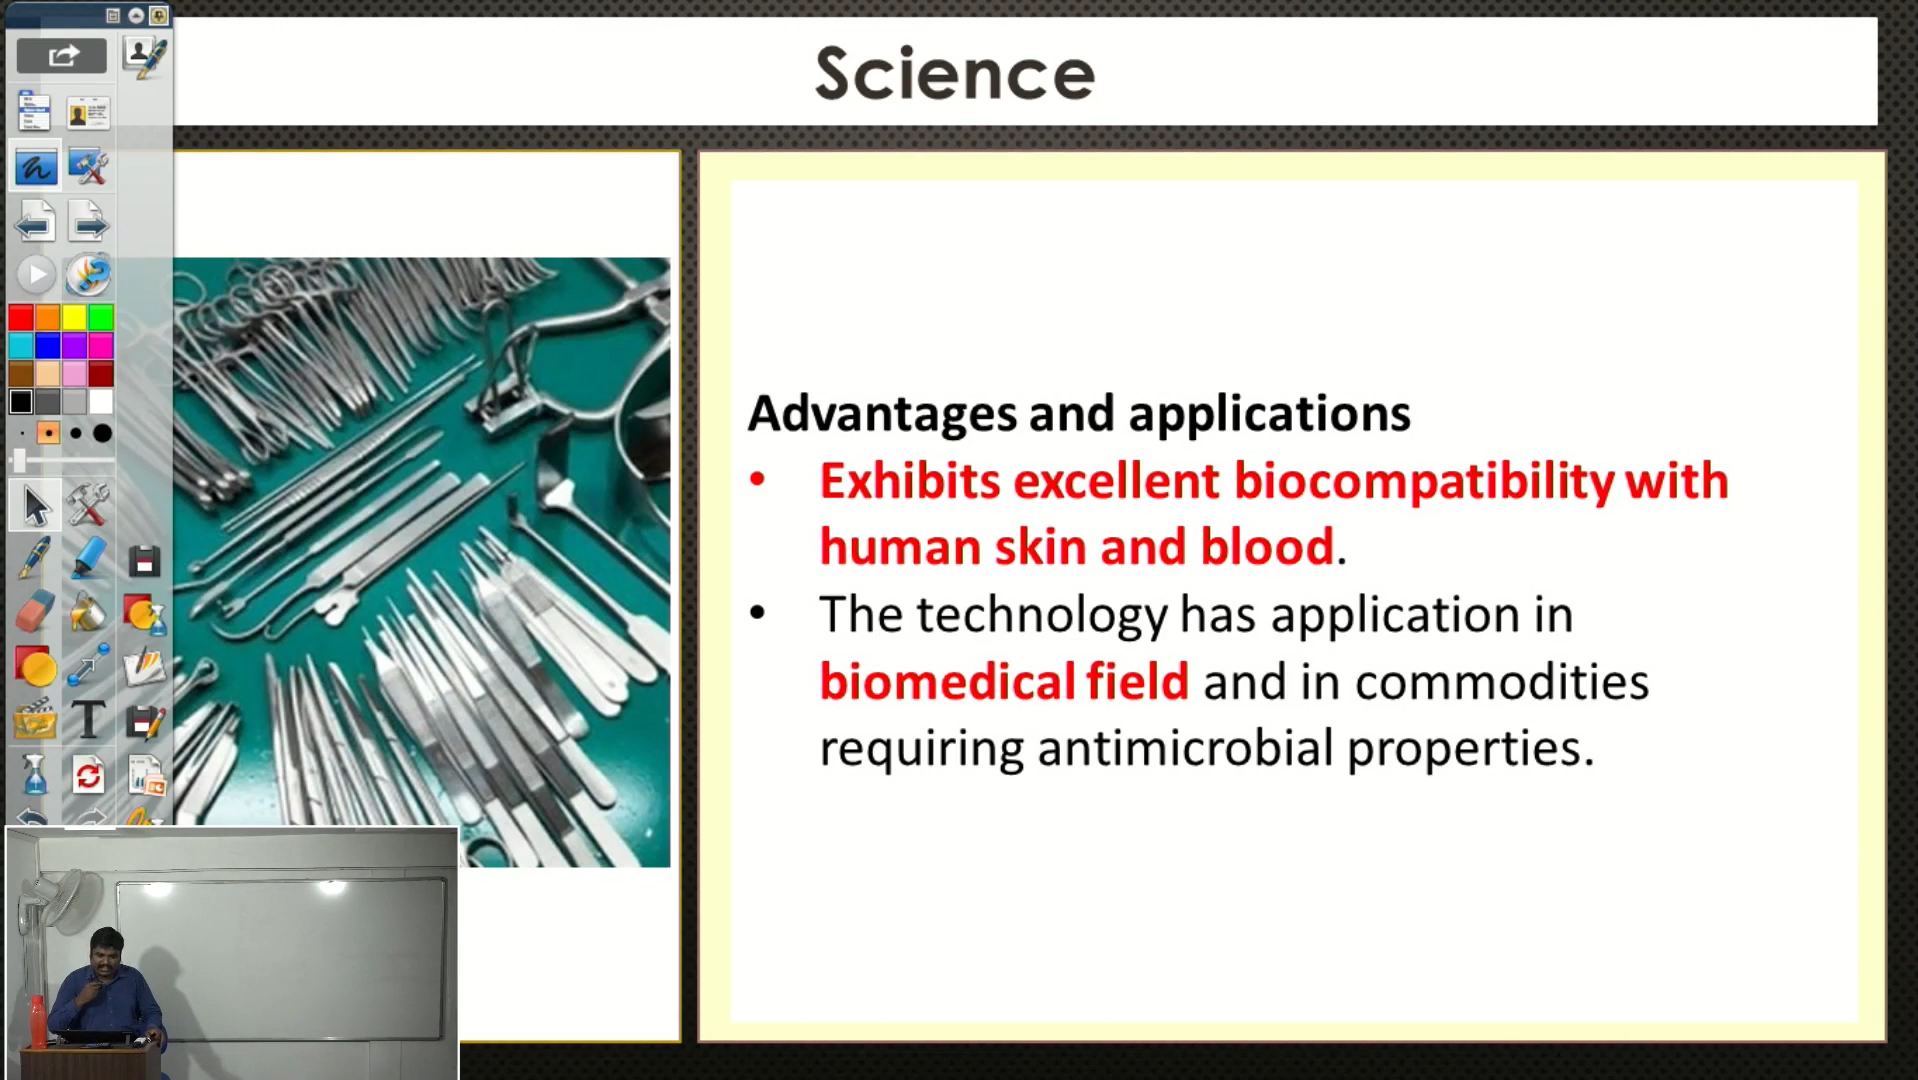 Science
Advantages and applications
• Exhibits excellent biocompatibility with
human skin and blood.
• The technology has application in
biomedical field and in commodities
requiring antimicrobial properties.
T